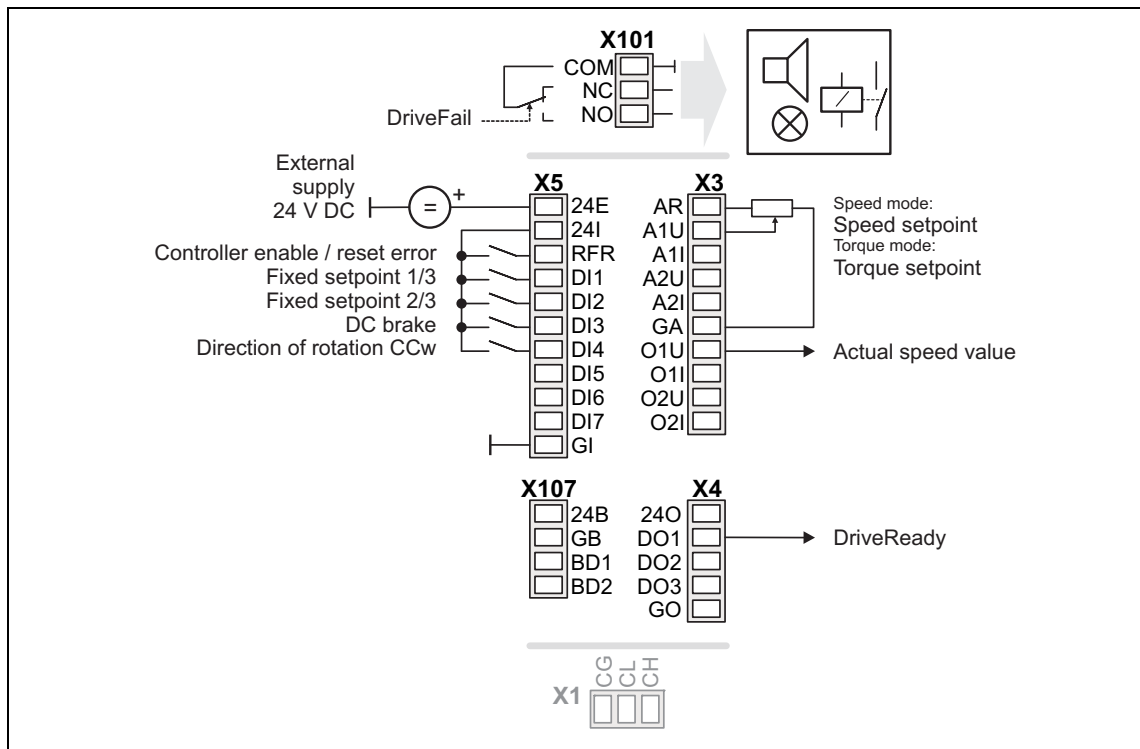 X101
COM
NC
NO
DriveFail
External
supply
24 V DC
=
+
X5
24E
24I
RFR
DI1
DI2
DI3
DI4
DI5
DI6
DI7
GI
Controller enable / reset error
Fixed setpoint 1/3
Fixed setpoint 2/3
DC brake
Direction of rotation CCw
X3
AR
A1U
A1I
A2U
A2I
GA
O1U
O1I
O2U
O2I
Speed mode:
Speed setpoint
Torque mode:
Torque setpoint
Actual speed value
X107
24B
GB
BD1
BD2
X4
24O
DO1
DO2
DO3
GO
DriveReady
X1
CG
CL
CH